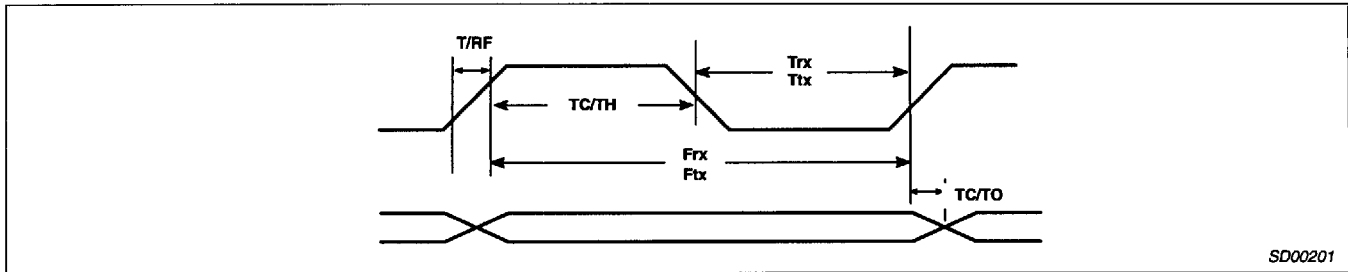 T/RF
Trx
Ttx
TC/TH
Frx
Ftx
TC/TO
SD00201